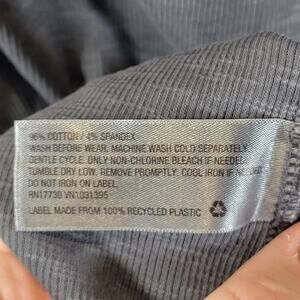 96% COTTON / 4% SPANDEX
WASH BEFORE WEAR. MACHINE WASH COLD SEPARATELY,
GENTLE CYCLE. ONLY NON-CHLORINE BLEACH IF NEEDED.
TUMBLE DRY LOW. REMOVE PROMPTLY. COOL IRON IF NEEDED.
DO NOT IRON ON LABEL.
RN17730 VN1031395
LABEL MADE FROM 100% RECYCLED PLASTIC